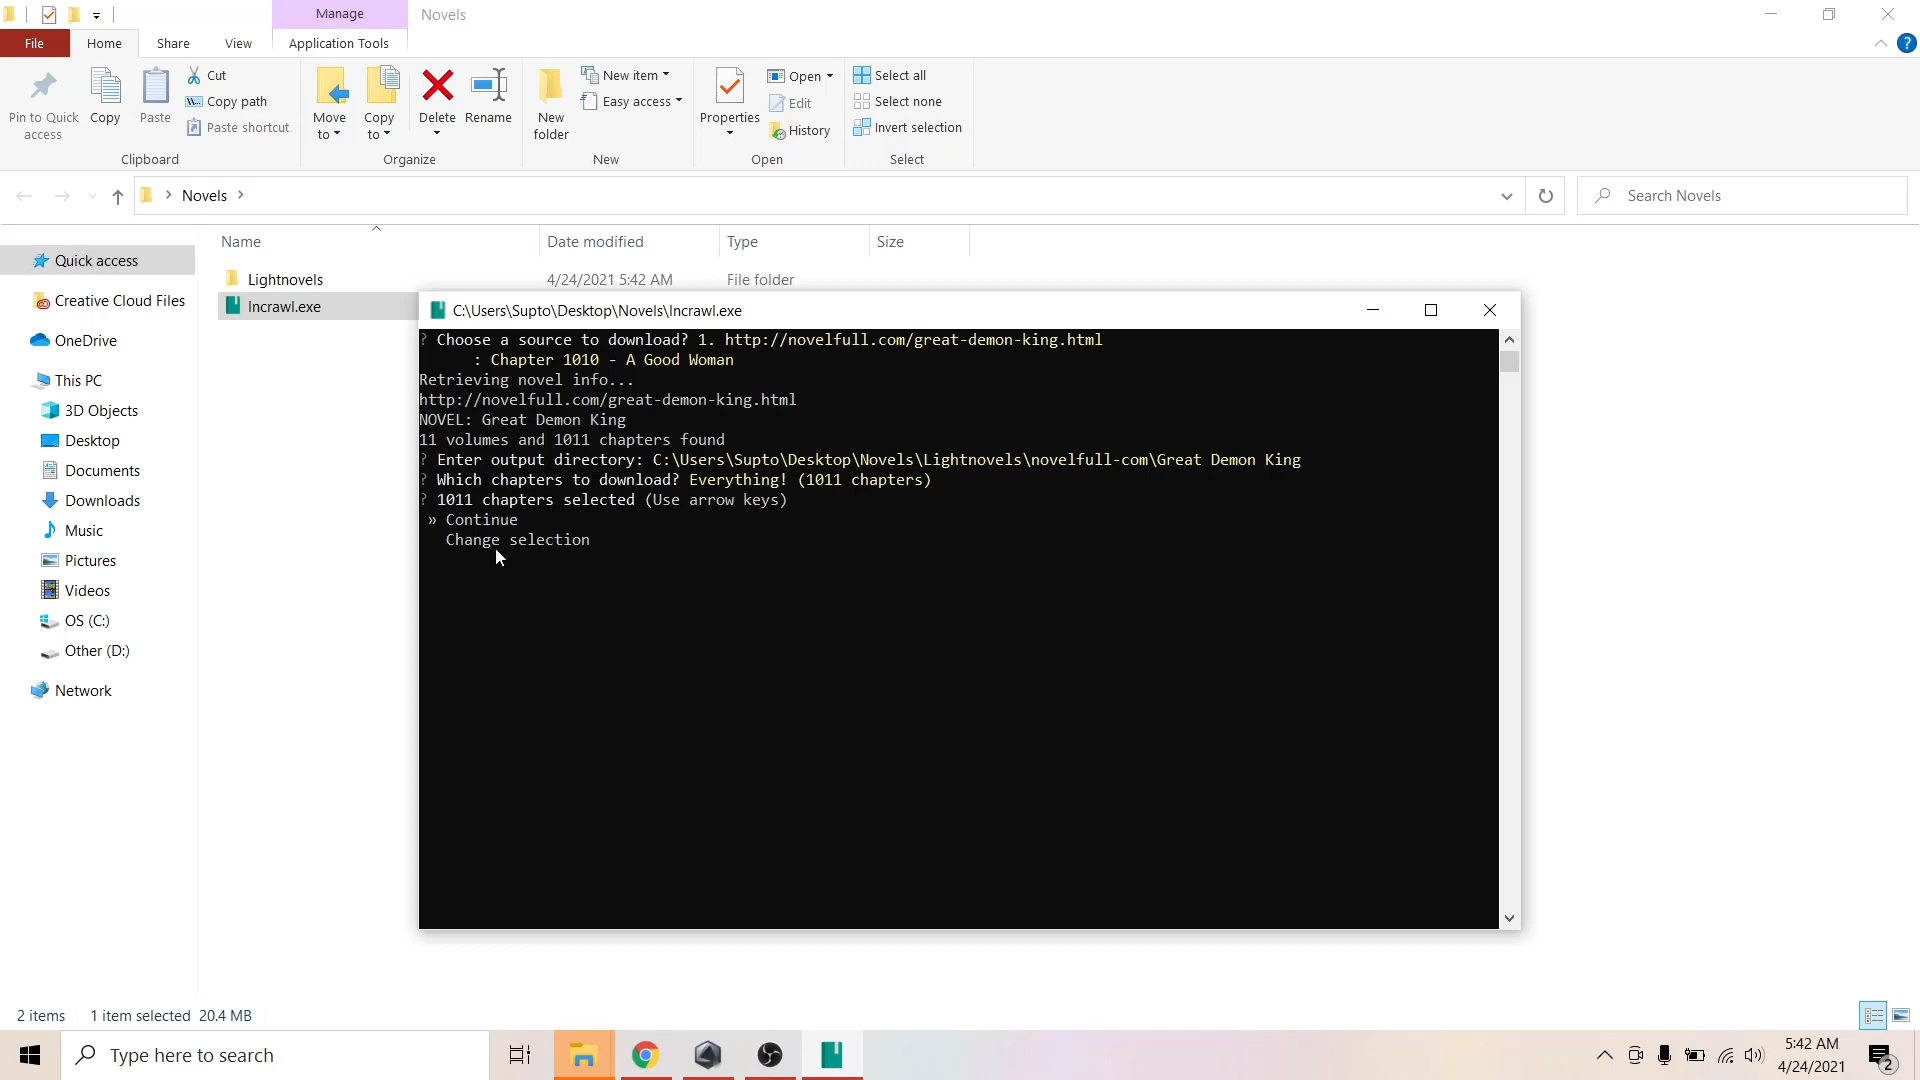 Manage
Novels
File
Home
Share
View
Application Tools
Pin to Quick access
Copy
Paste
Cut
Copy path
Paste shortcut
Clipboard
Move to
Copy to
Delete
Rename
Organize
New folder
New item
Easy access
New
Properties
Open
Edit
History
Open
Select all
Select none
Invert selection
Select
Novels
Search Novels
Name
Date modified
Type
Size
Quick access
Creative Cloud Files
OneDrive
This PC
3D Objects
Desktop
Documents
Downloads
Music
Pictures
Videos
OS (C:)
Other (D:)
Network
Lightnovels 4/24/2021 5:42 AM File folder
lncrawl.exe
C:\Users\Supto\Desktop\Novels\lncrawl.exe
? Choose a source to download? 1. http://novelfull.com/great-demon-king.html
: Chapter 1010 - A Good Woman
Retrieving novel info...
http://novelfull.com/great-demon-king.html
NOVEL: Great Demon King
11 volumes and 1011 chapters found
? Enter output directory: C:\Users\Supto\Desktop\Novels\Lightnovels\novelfull-com\Great Demon King
? Which chapters to download? Everything! (1011 chapters)
? 1011 chapters selected (Use arrow keys)
» Continue
Change selection
2 items 1 item selected 20.4 MB
Type here to search
5:42 AM
4/24/2021
2